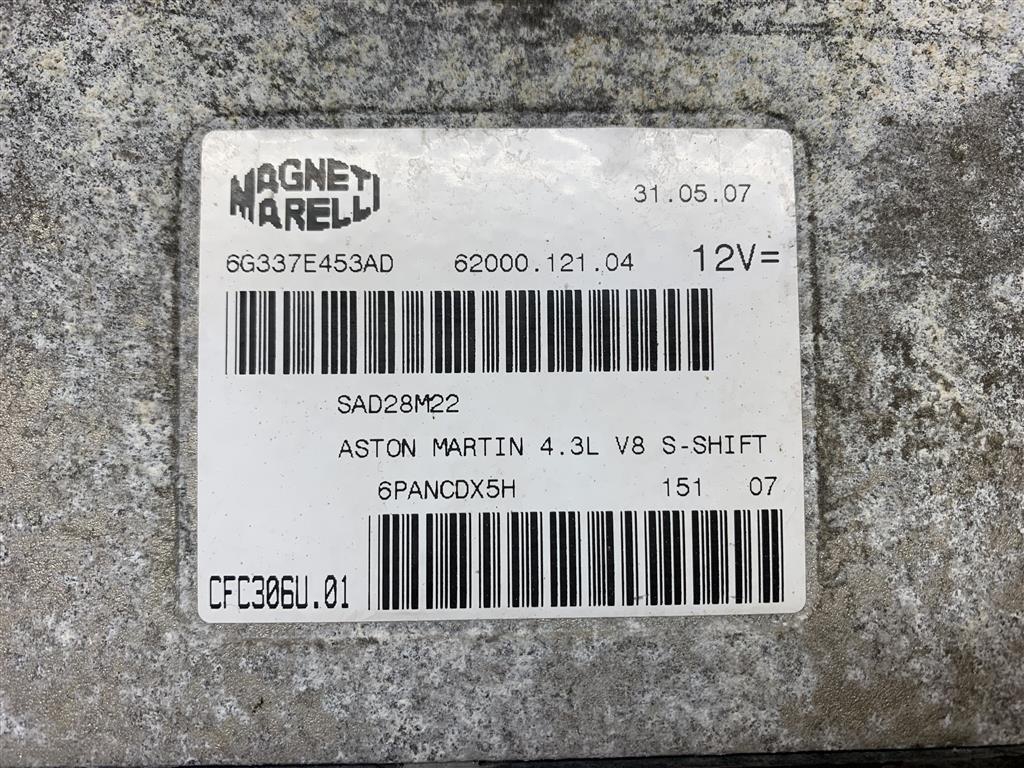 MAGNETI
MARELLI
31.05.07
6G337E453AD 62000.121.04 12V=
SAD28M22
ASTON MARTIN 4.3L V8 S-SHIFT
6PANCDX5H 151 07
CFC306U.01